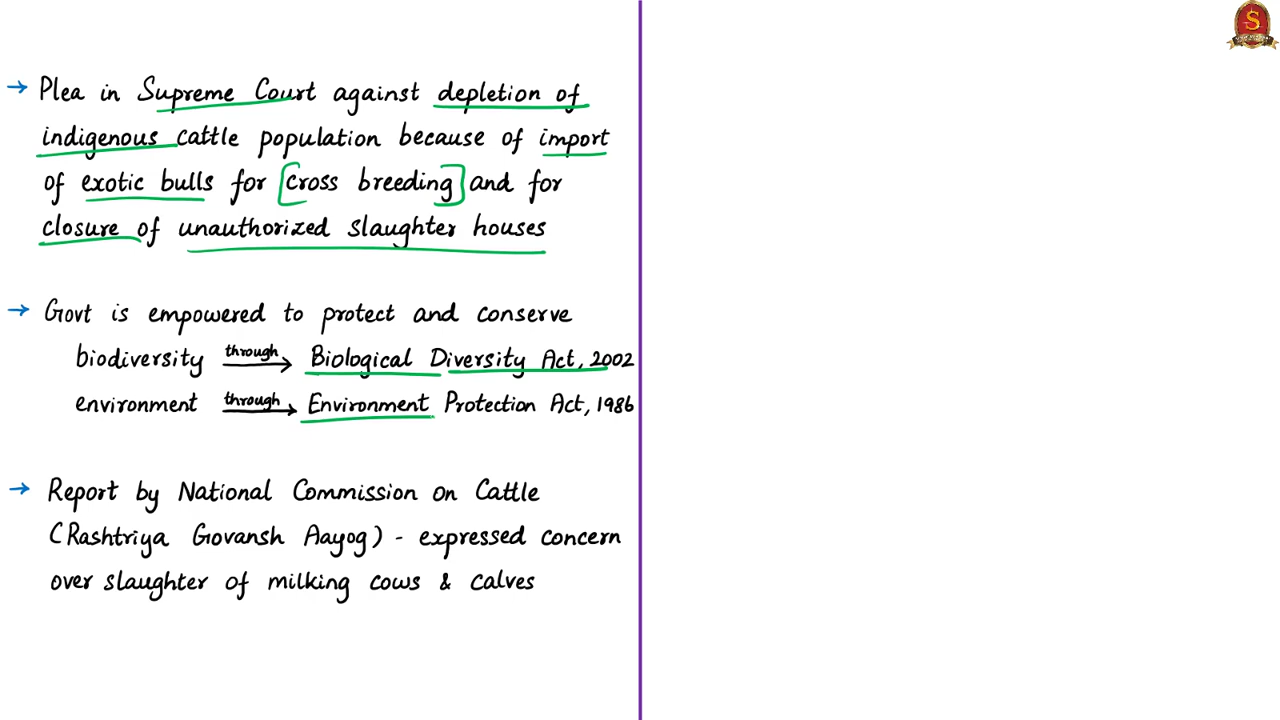 → Plea in Supreme Court against depletion of
indigenous cattle population because of import
of exotic bulls for [cross breeding] and for
closure of unauthorized slaughter houses
→ Govt is empowered to protect and conserve
biodiversity through → Biological Diversity Act, 2002
environment through → Environment Protection Act, 1986
→ Report by National Commission on Cattle
(Rashtriya Govansh Aayog) - expressed concern
over slaughter of milking cows & calves
S